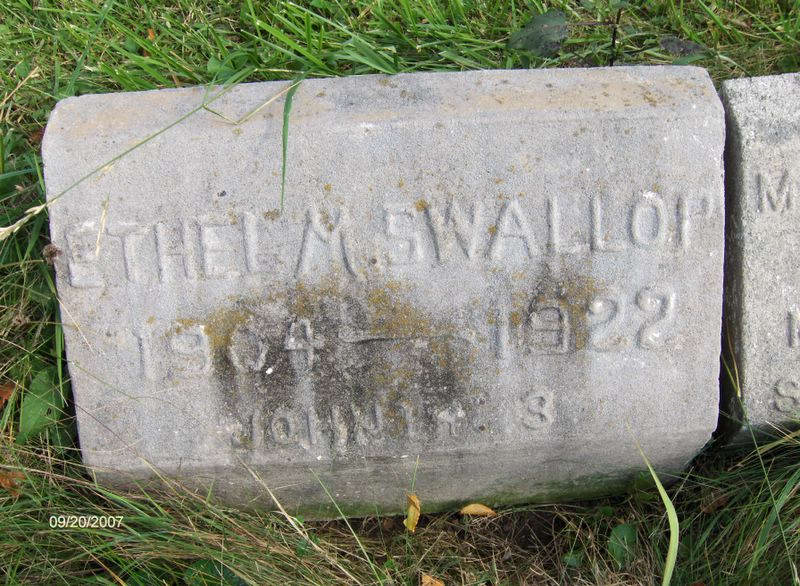 ETHEL M. SWALLOP
1904 — 1922
JOHN 14. 3
M
S
09/20/2007